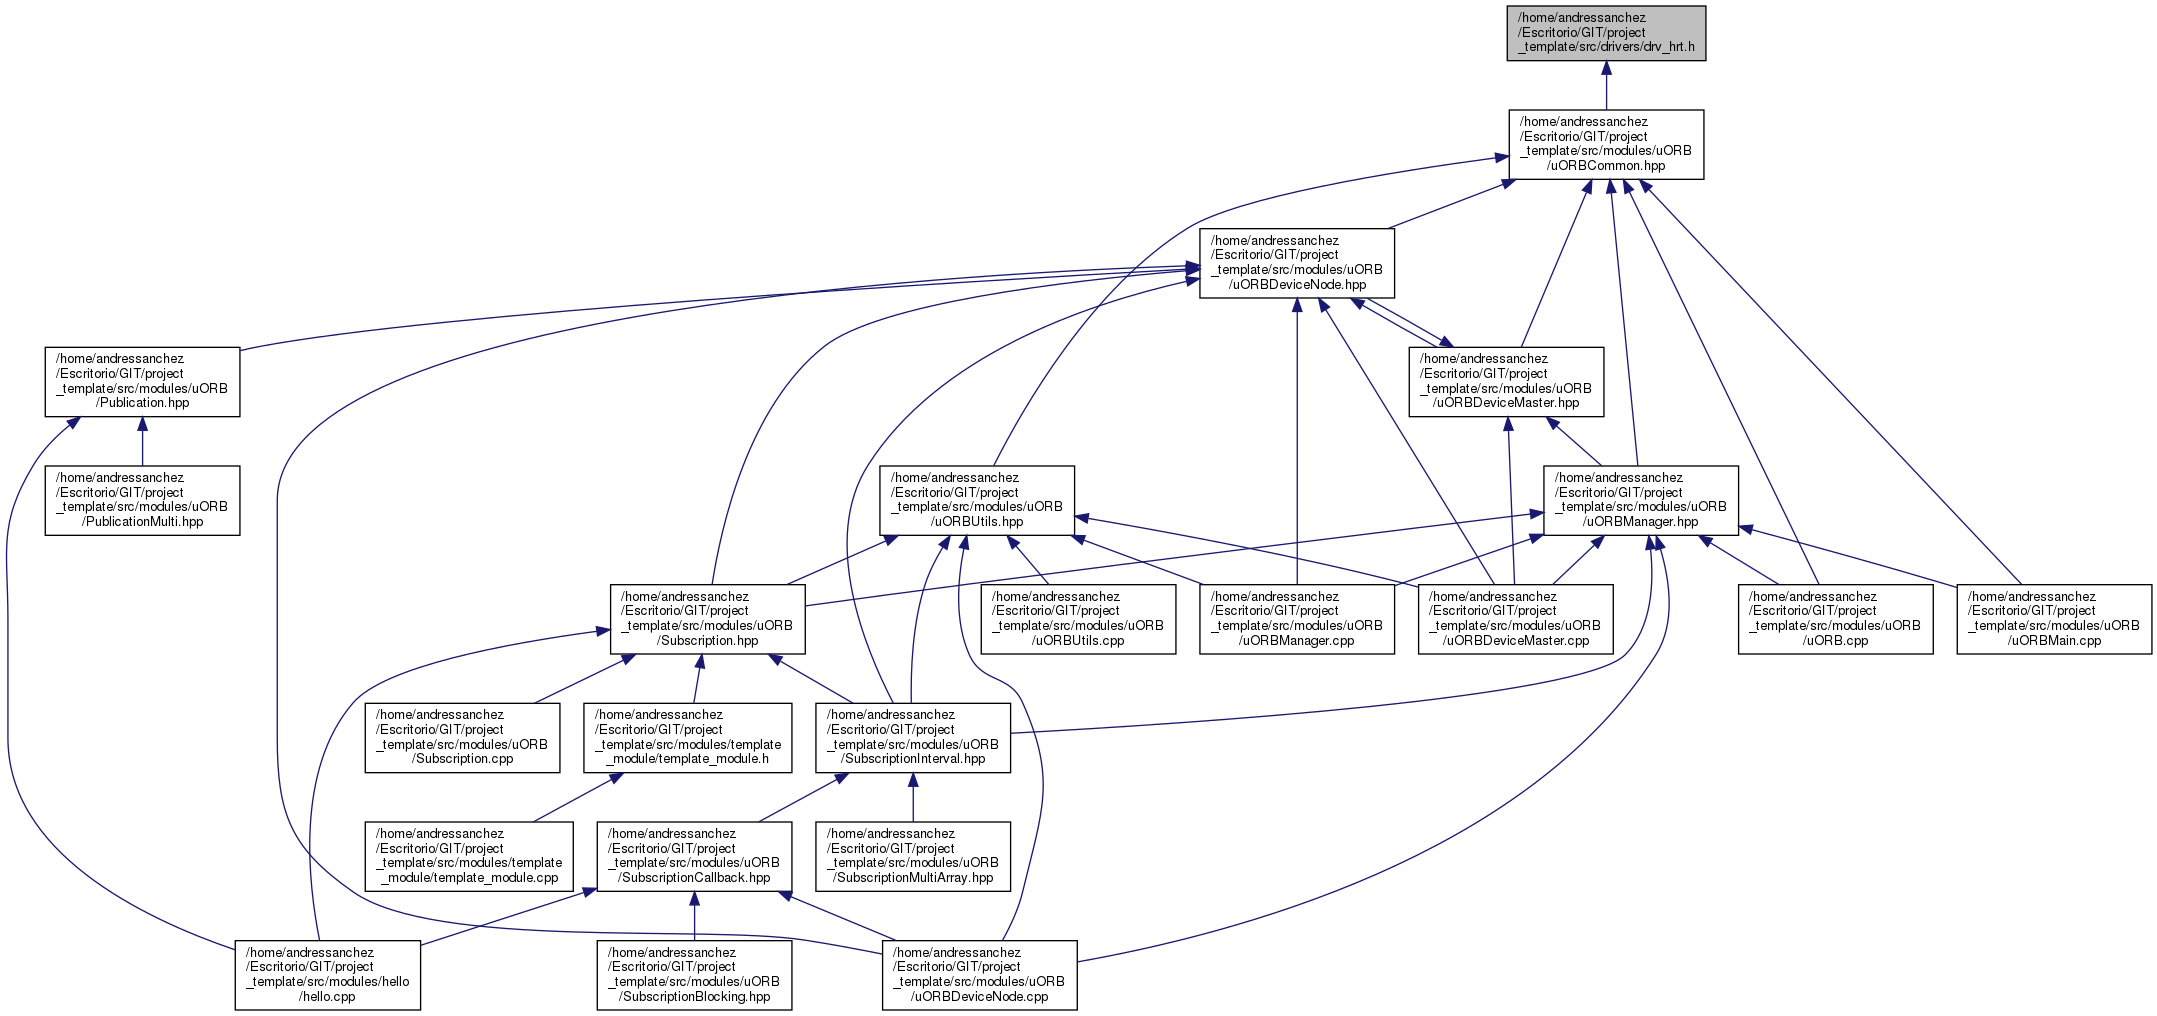 /home/andressanchez
/Escritorio/GIT/project
_template/src/drivers/drv_hrt.h
/home/andressanchez
/Escritorio/GIT/project
_template/src/modules/uORB
/uORBCommon.hpp
/home/andressanchez
/Escritorio/GIT/project
_template/src/modules/uORB
/uORBDeviceNode.hpp
/home/andressanchez
/Escritorio/GIT/project
_template/src/modules/uORB
/Publication.hpp
/home/andressanchez
/Escritorio/GIT/project
_template/src/modules/uORB
/uORBDeviceMaster.hpp
/home/andressanchez
/Escritorio/GIT/project
_template/src/modules/uORB
/PublicationMulti.hpp
/home/andressanchez
/Escritorio/GIT/project
_template/src/modules/uORB
/uORBUtils.hpp
/home/andressanchez
/Escritorio/GIT/project
_template/src/modules/uORB
/uORBManager.hpp
/home/andressanchez
/Escritorio/GIT/project
_template/src/modules/uORB
/Subscription.hpp
/home/andressanchez
/Escritorio/GIT/project
_template/src/modules/uORB
/uORBUtils.cpp
/home/andressanchez
/Escritorio/GIT/project
_template/src/modules/uORB
/uORBManager.cpp
/home/andressanchez
/Escritorio/GIT/project
_template/src/modules/uORB
/uORBDeviceMaster.cpp
/home/andressanchez
/Escritorio/GIT/project
_template/src/modules/uORB
/uORB.cpp
/home/andressanchez
/Escritorio/GIT/project
_template/src/modules/uORB
/uORBMain.cpp
/home/andressanchez
/Escritorio/GIT/project
_template/src/modules/uORB
/Subscription.cpp
/home/andressanchez
/Escritorio/GIT/project
_template/src/modules/template
_module/template_module.h
/home/andressanchez
/Escritorio/GIT/project
_template/src/modules/uORB
/SubscriptionInterval.hpp
/home/andressanchez
/Escritorio/GIT/project
_template/src/modules/template
_module/template_module.cpp
/home/andressanchez
/Escritorio/GIT/project
_template/src/modules/uORB
/SubscriptionCallback.hpp
/home/andressanchez
/Escritorio/GIT/project
_template/src/modules/uORB
/SubscriptionMultiArray.hpp
/home/andressanchez
/Escritorio/GIT/project
_template/src/modules/hello
/hello.cpp
/home/andressanchez
/Escritorio/GIT/project
_template/src/modules/uORB
/SubscriptionBlocking.hpp
/home/andressanchez
/Escritorio/GIT/project
_template/src/modules/uORB
/uORBDeviceNode.cpp